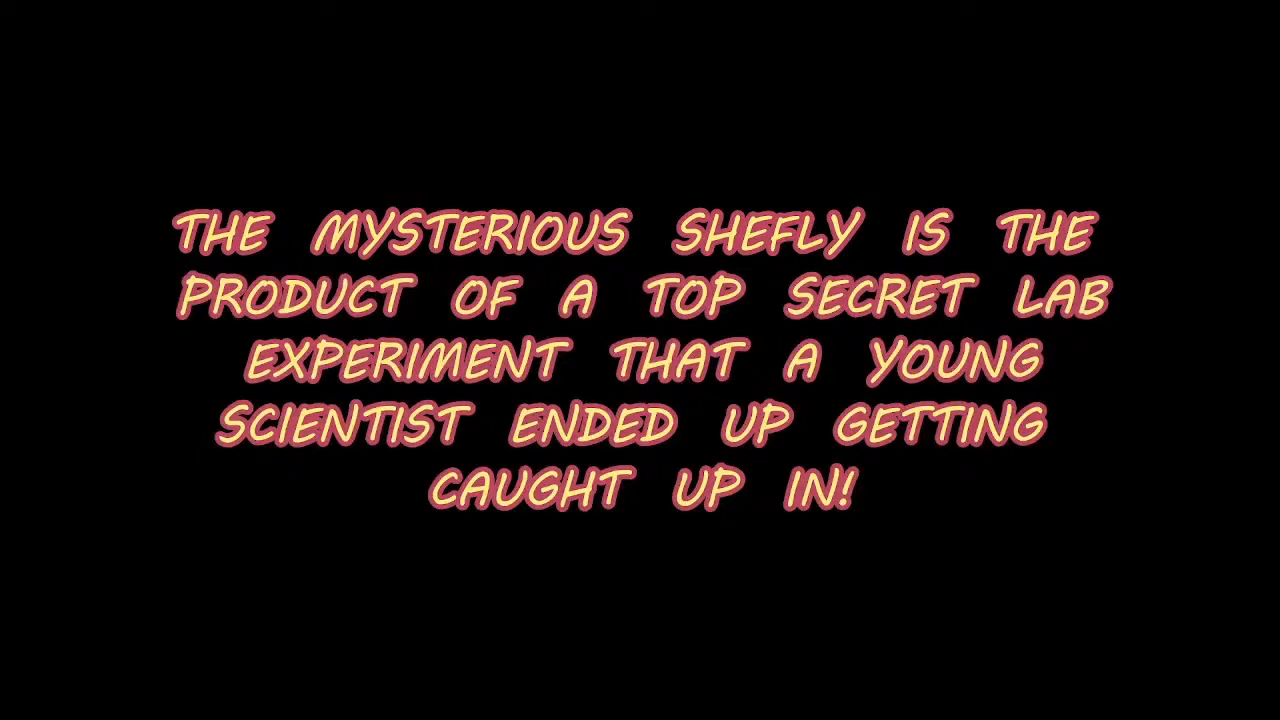 THE MYSTERIOUS SHEFLY IS THE
PRODUCT OF A TOP SECRET LAB
EXPERIMENT THAT A YOUNG
SCIENTIST ENDED UP GETTING
CAUGHT UP IN!